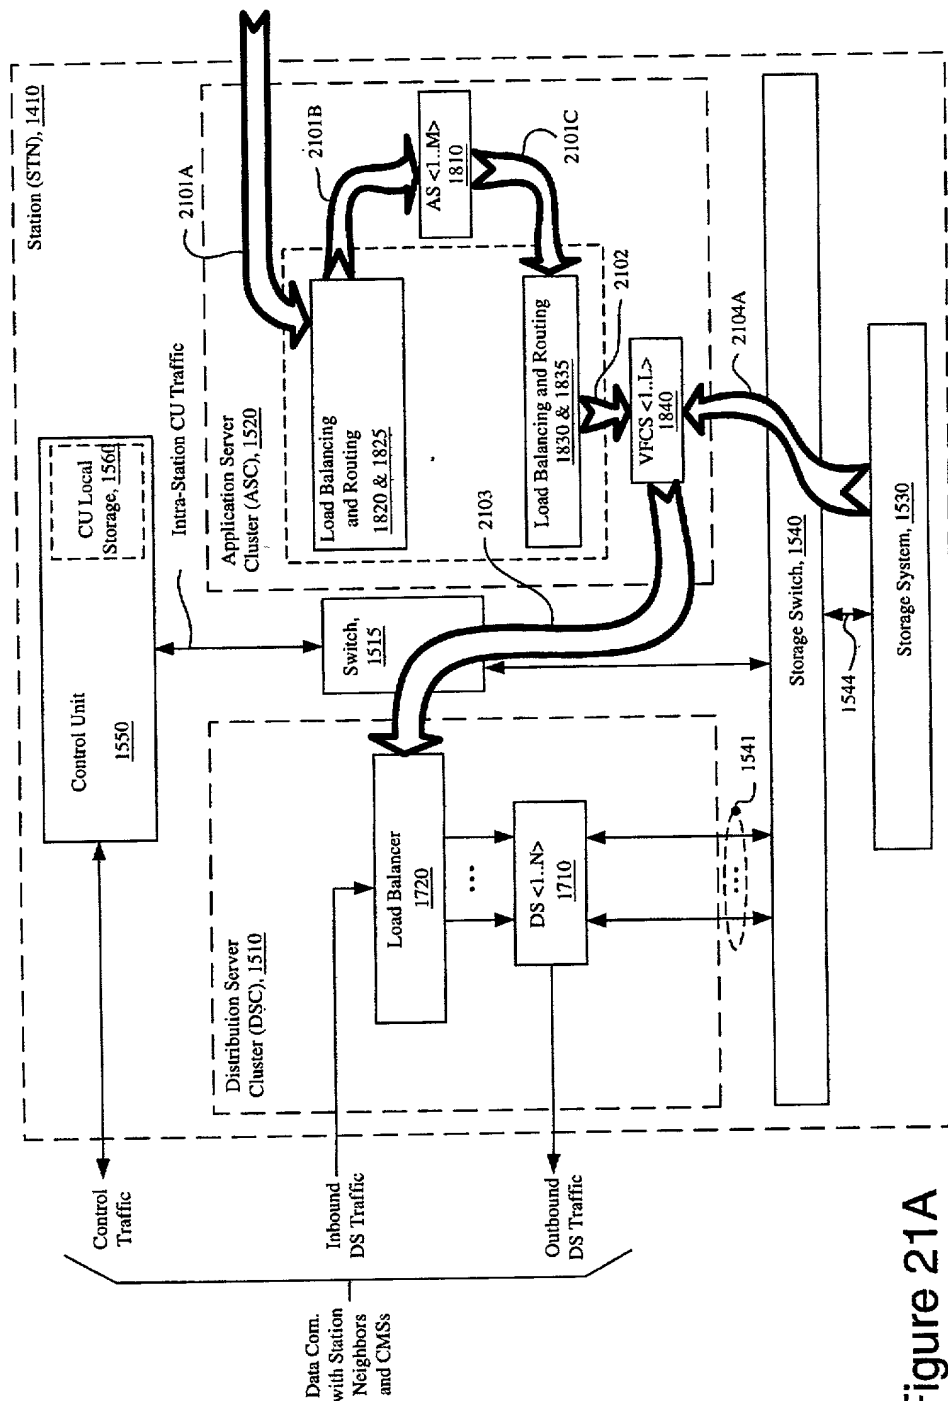 Station (STN), 1410
2101A
Intra-Station CU Traffic
Control Unit
1550
CU Local
Storage, 1560
Application Server
Cluster (ASC), 1520
Load Balancing
and Routing
1820 & 1825
2101B
AS <1..M>
1810
2101C
Load Balancing and Routing
1830 & 1835
2102
VFCS <1..L>
1840
2104A
2103
Switch,
1515
Distribution Server
Cluster (DSC), 1510
Load Balancer
1720
...
DS <1..N>
1710
...
1541
Storage Switch, 1540
1544
Storage System, 1530
Control
Traffic
Inbound
DS Traffic
Outbound
DS Traffic
Data Com.
with Station
Neighbors
and CMSs
Figure 21A